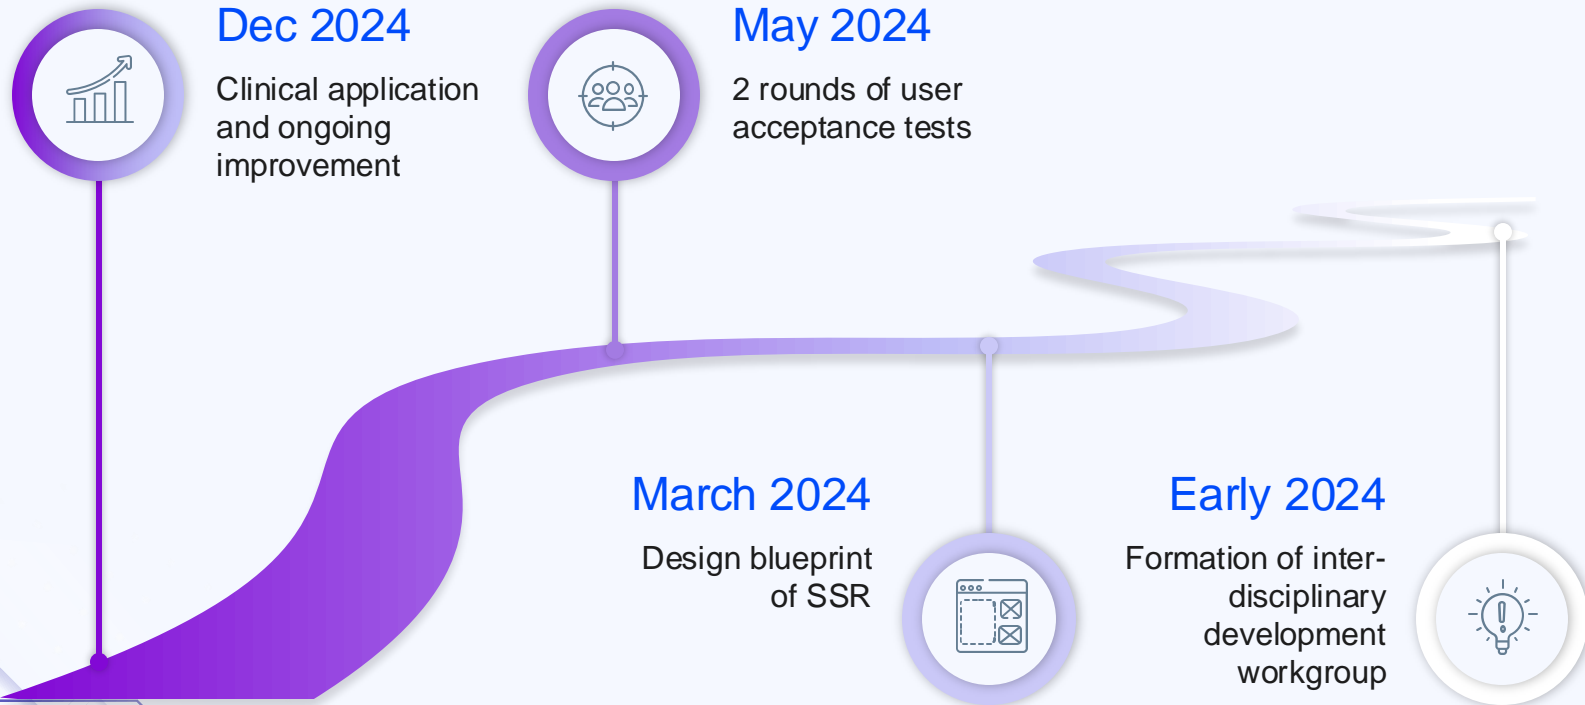 Dec 2024
Clinical application
and ongoing
improvement
May 2024
2 rounds of user
acceptance tests
March 2024
Design blueprint
of SSR
Early 2024
Formation of inter-
disciplinary
development
workgroup